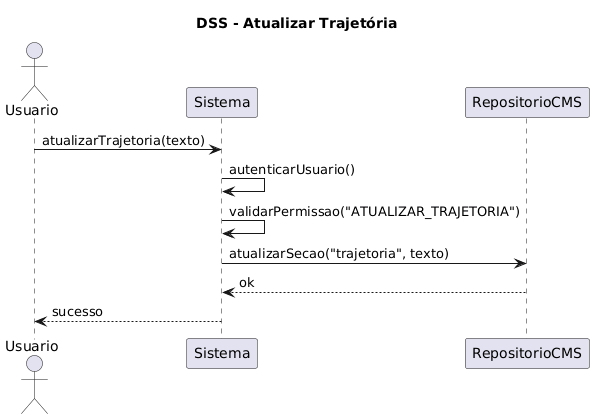 DSS - Atualizar Trajetória
Usuario
Sistema
RepositorioCMS
atualizarTrajetoria(texto)
autenticarUsuario()
validarPermissao("ATUALIZAR_TRAJETORIA")
atualizarSecao("trajetoria", texto)
ok
sucesso
Usuario
Sistema
RepositorioCMS